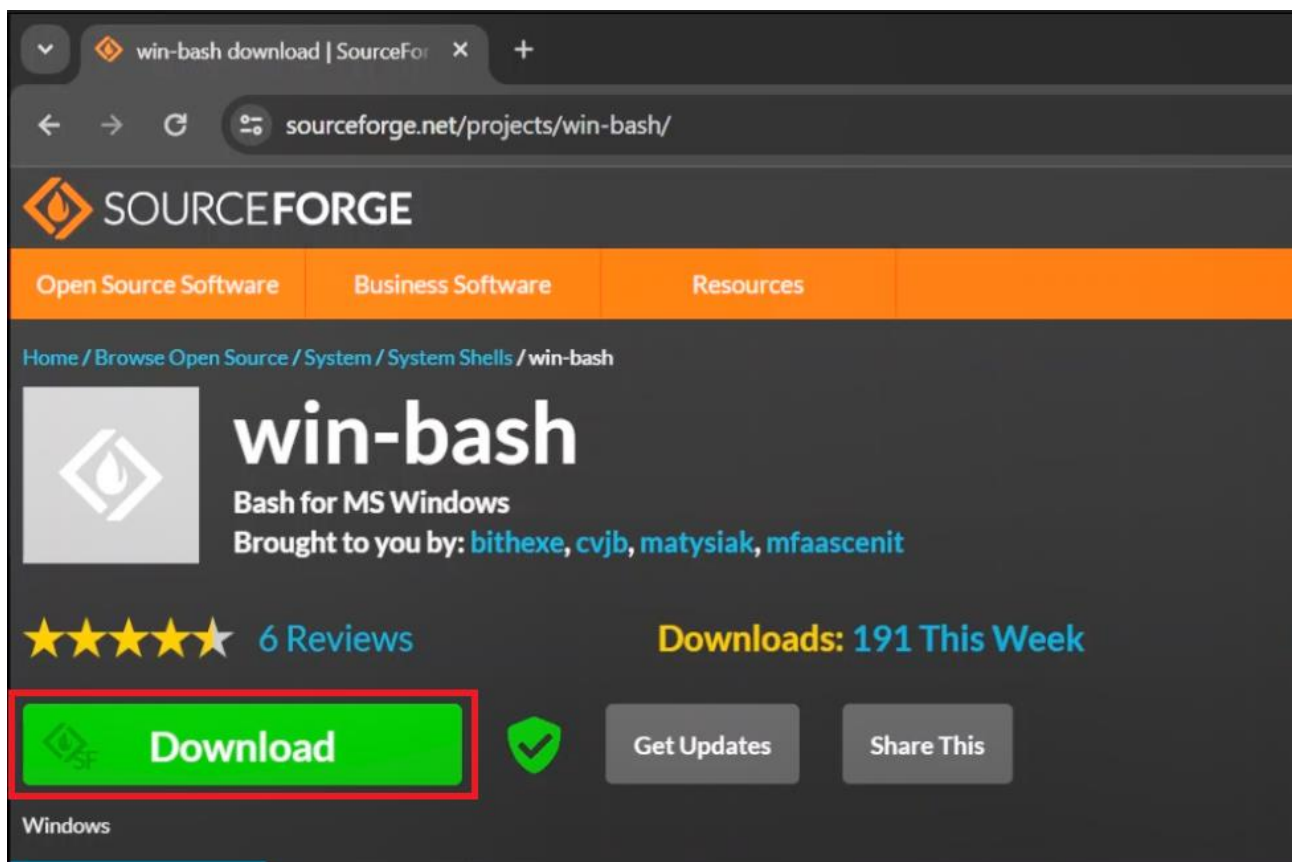 win-bash download | SourceFor
sourceforge.net/projects/win-bash/
SOURCEFORGE
Open Source Software Business Software Resources
Home / Browse Open Source / System / System Shells / win-bash
win-bash
Bash for MS Windows
Brought to you by: bithexe, cvjb, matysiak, mfaascenit
6 Reviews Downloads: 191 This Week
SF Download Get Updates Share This
Windows